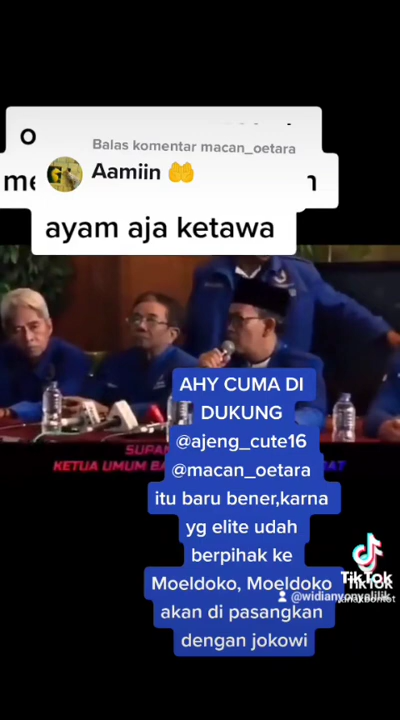 Balas komentar macan_oetara
Aamiin 🤲
ayam aja ketawa
AHY CUMA DI
DUKUNG
@ajeng_cute16
@macan_oetara
itu baru bener,karna
yg elite udah
berpihak ke
Moeldoko, Moeldoko
akan di pasangkan
dengan jokowi
KETUA UMUM
TikTok
@widianyonyalilik